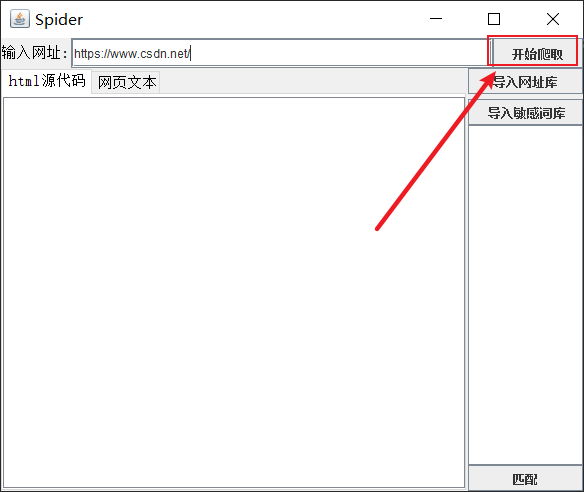 Spider
输入网址: https://www.csdn.net/ 开始爬取
html源代码 网页文本 导入网址库
导入敏感词库
匹配